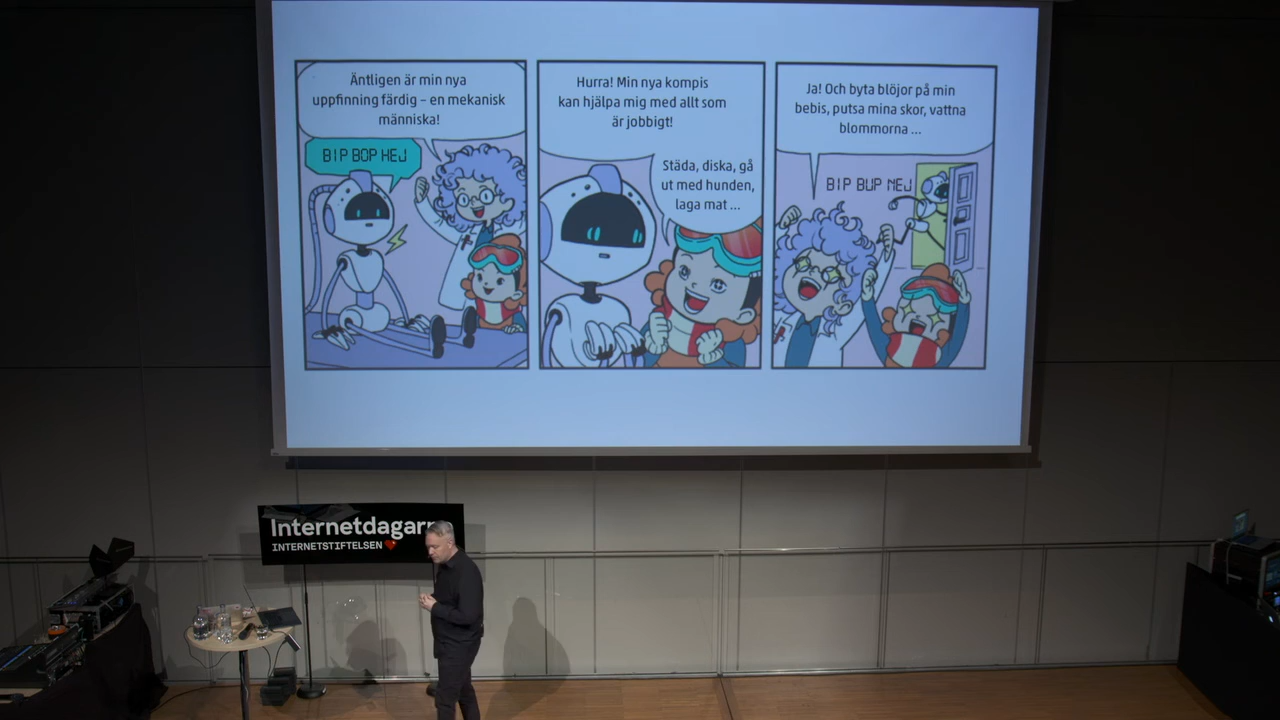 Äntligen är min nya
uppfinning färdig – en mekanisk
människa!
BIP BOP HEJ
Hurra! Min nya kompis
kan hjälpa mig med allt som
är jobbigt!
Städa, diska, gå
ut med hunden,
laga mat ...
Ja! Och byta blöjor på min
bebis, putsa mina skor, vattna
blommorna ...
BIP BUP NEJ
Internetdagar
INTERNETSTIFTELSEN